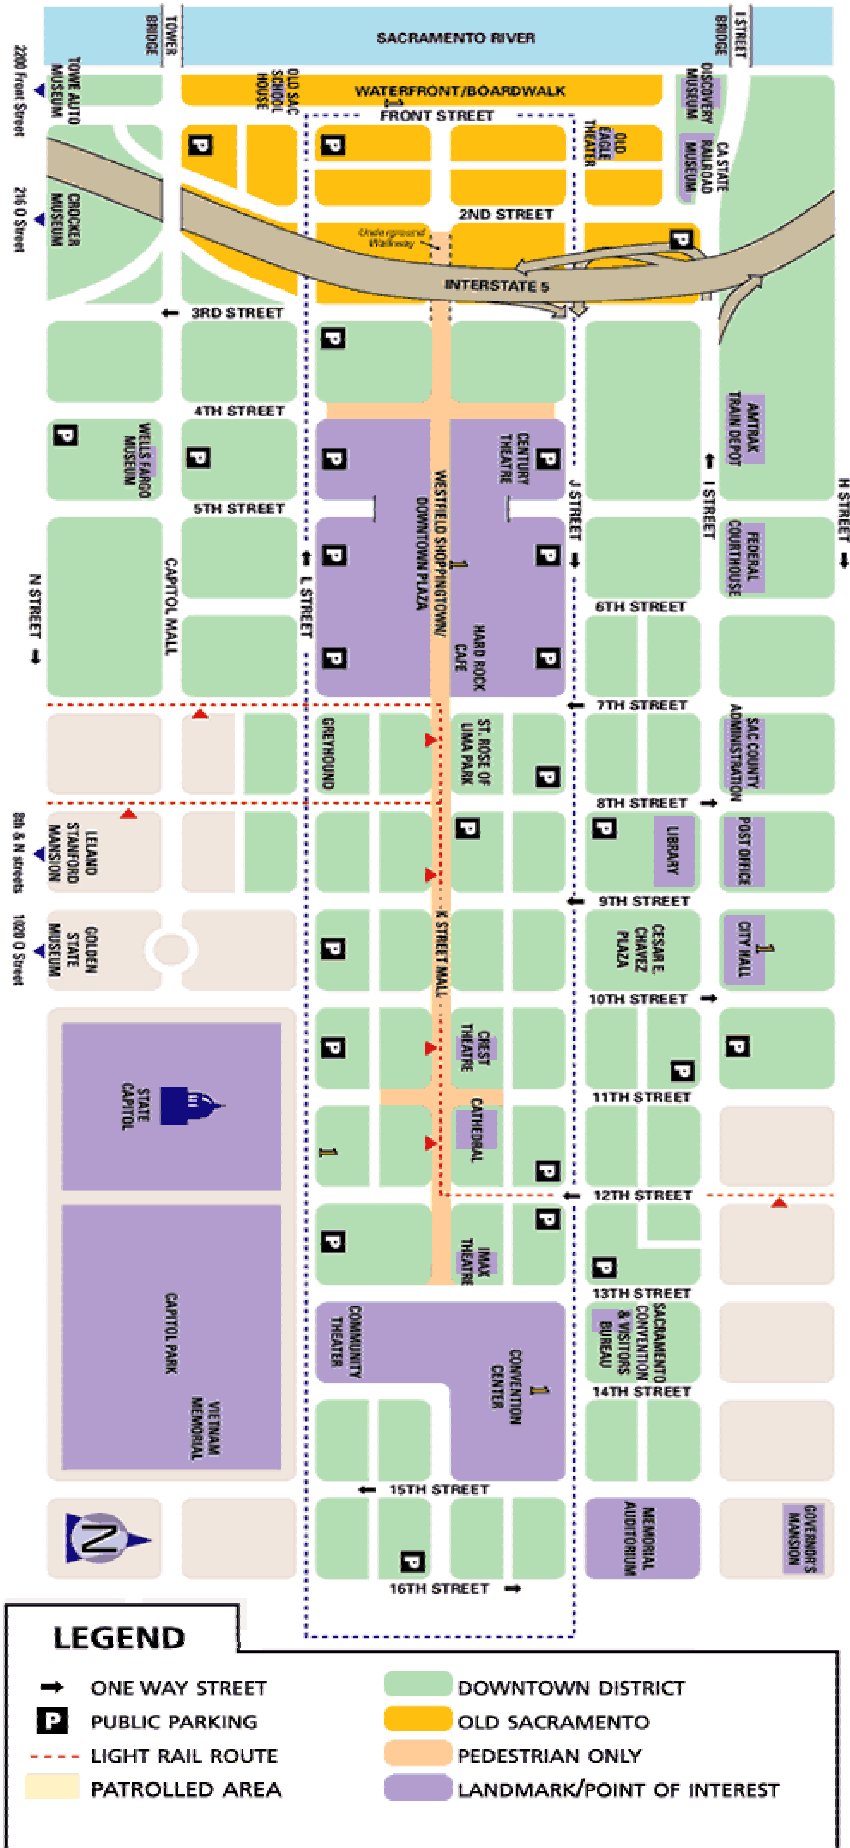 SACRAMENTO RIVER
TOWER
BRIDGE
I STREET
BRIDGE
WATERFRONT/BOARDWALK
1
FRONT STREET
TOWE AUTO
MUSEUM
2200 Front Street
OLD SAC
SCHOOL
HOUSE
DISCOVERY
MUSEUM
OLD
EAGLE
THEATER
CA STATE
RAILROAD
MUSEUM
P
P
2ND STREET
CROCKER
MUSEUM
216 O Street
Underground
Walkway
P
INTERSTATE 5
3RD STREET
P
4TH STREET
AMTRAK
TRAIN DEPOT
WELLS FARGO
MUSEUM
P
P
P
CENTURY
THEATRE
P
5TH STREET
H STREET
I STREET
J STREET
WESTFIELD SHOPPINGTOWN/
DOWNTOWN PLAZA
1
P
P
FEDERAL
COURTHOUSE
6TH STREET
N STREET
CAPITOL MALL
L STREET
HARD ROCK
CAFE
P
P
7TH STREET
GREYHOUND
ST. ROSE OF
LIMA PARK
P
SAC COUNTY
ADMINISTRATION
8TH STREET
LELAND
STANFORD
MANSION
8th & N streets
P
P
LIBRARY
POST OFFICE
9TH STREET
GOLDEN
STATE
MUSEUM
1020 O Street
P
K STREET MALL
CESAR E.
CHAVEZ
PLAZA
CITY HALL
1
10TH STREET
P
CREST
THEATRE
P
P
11TH STREET
STATE
CAPITOL
1
CATHEDRAL
P
12TH STREET
P
P
IMAX
THEATRE
P
13TH STREET
CAPITOL PARK
COMMUNITY
THEATER
CONVENTION
CENTER
1
SACRAMENTO
CONVENTION
& VISITORS
BUREAU
14TH STREET
VIETNAM
MEMORIAL
15TH STREET
N
P
MEMORIAL
AUDITORIUM
GOVERNOR'S
MANSION
16TH STREET
LEGEND
ONE WAY STREET
P PUBLIC PARKING
LIGHT RAIL ROUTE
PATROLLED AREA
DOWNTOWN DISTRICT
OLD SACRAMENTO
PEDESTRIAN ONLY
LANDMARK/POINT OF INTEREST